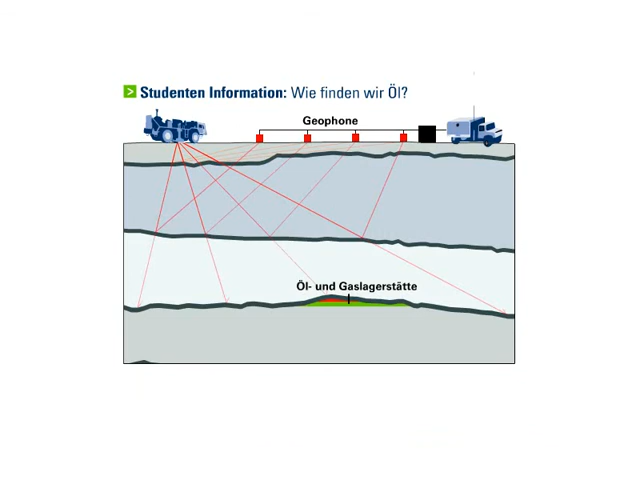 Studenten Information: Wie finden wir Öl?
Geophone
Öl- und Gaslagerstätte